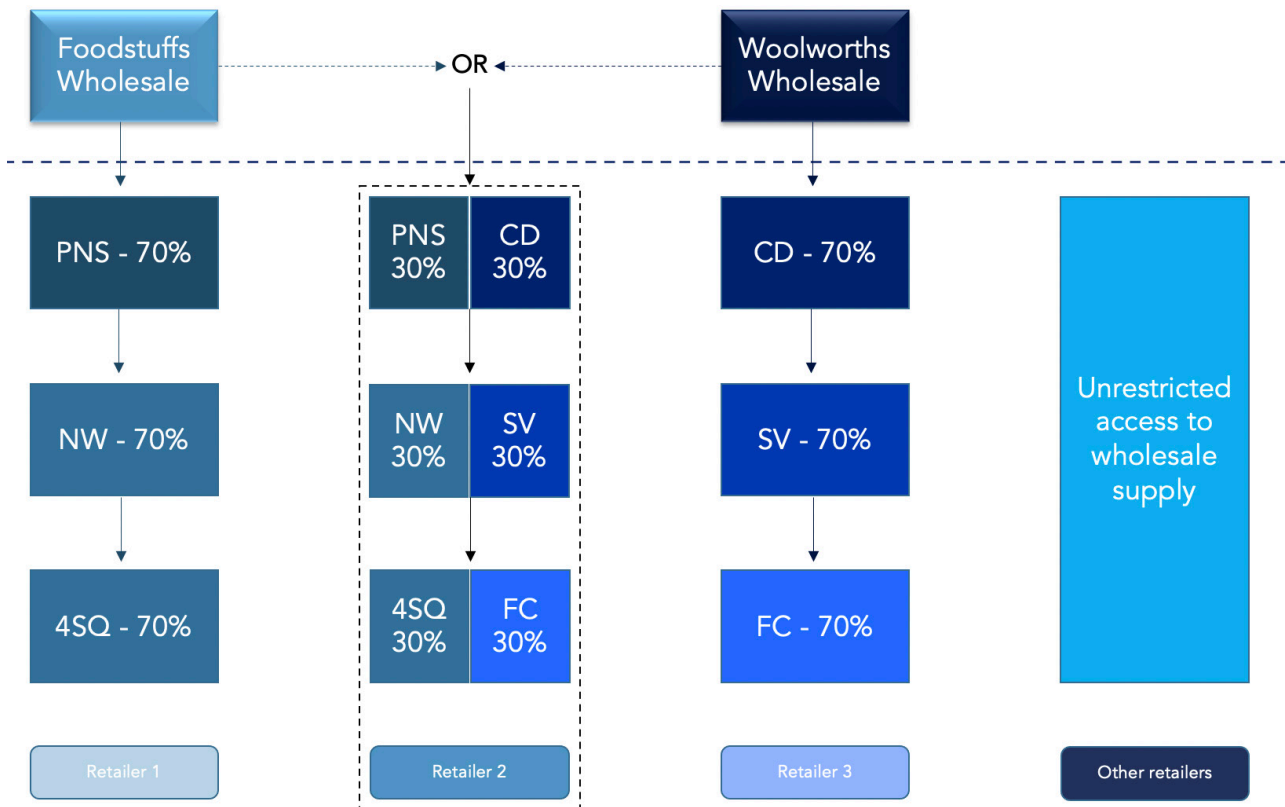 Foodstuffs
Wholesale
OR
Woolworths
Wholesale
PNS - 70%
PNS
30%
CD
30%
CD - 70%
NW - 70%
NW
30%
SV
30%
SV - 70%
Unrestricted
access to
wholesale
supply
4SQ - 70%
4SQ
30%
FC
30%
FC - 70%
Retailer 1
Retailer 2
Retailer 3
Other retailers